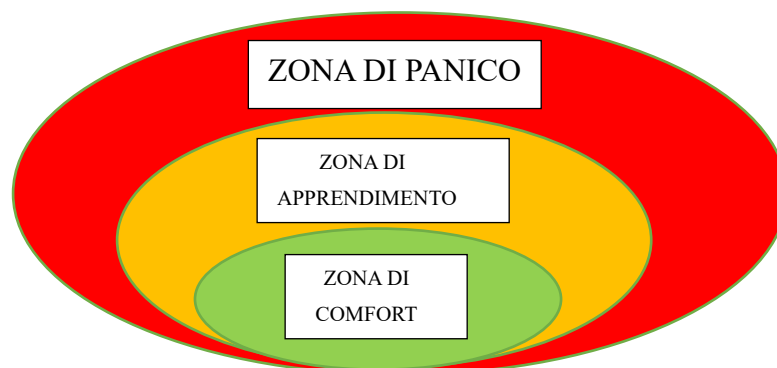 ZONA DI PANICO
ZONA DI
APPRENDIMENTO
ZONA DI
COMFORT